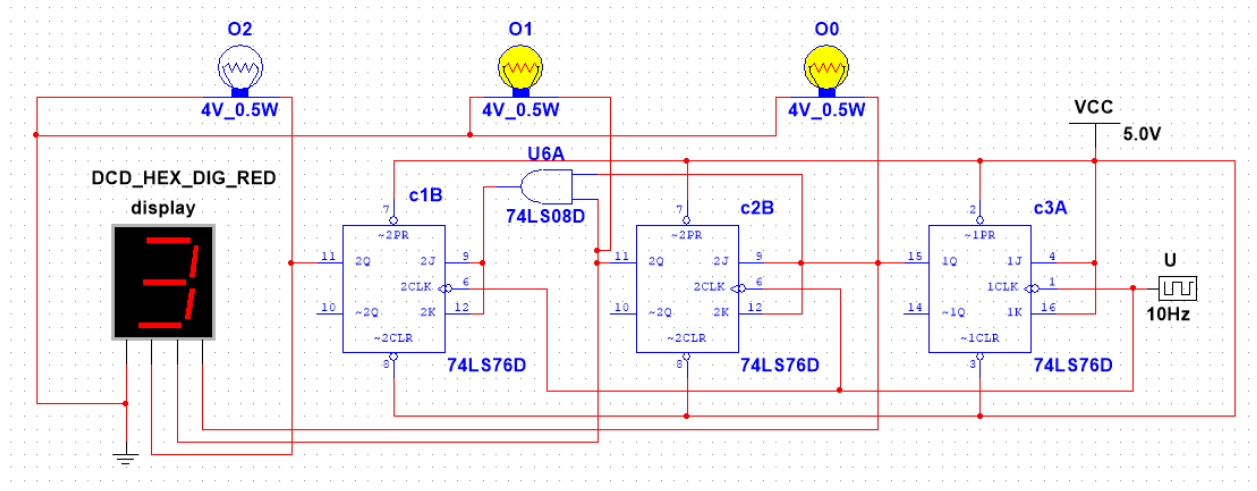 O2
O1
O0
4V_0.5W
4V_0.5W
4V_0.5W
VCC
5.0V
U6A
DCD_HEX_DIG_RED
display
74LS08D
c1B
c2B
c3A
7
~2PR
11
2Q
2J
9
2CLK
6
10
~2Q
2K
12
~2CLR
8
74LS76D
7
~2PR
11
2Q
2J
9
2CLK
6
10
~2Q
2K
12
~2CLR
8
74LS76D
2
~1PR
15
1Q
1J
4
1CLK
1
14
~1Q
1K
16
~1CLR
3
74LS76D
U
10Hz
3